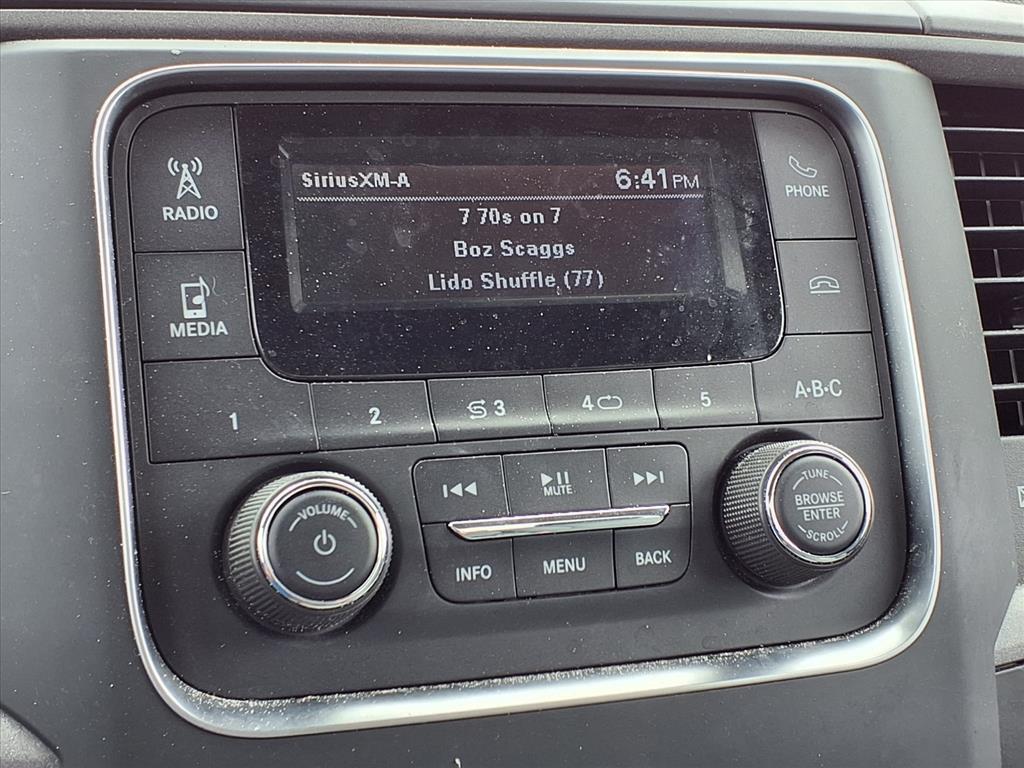 SiriusXM-A 6:41PM
7 70s on 7
Boz Scaggs
Lido Shuffle (77)
RADIO
MEDIA
PHONE
1 2 3 4 5 A·B·C
VOLUME
MUTE
INFO MENU BACK
TUNE
BROWSE
ENTER
SCROLL